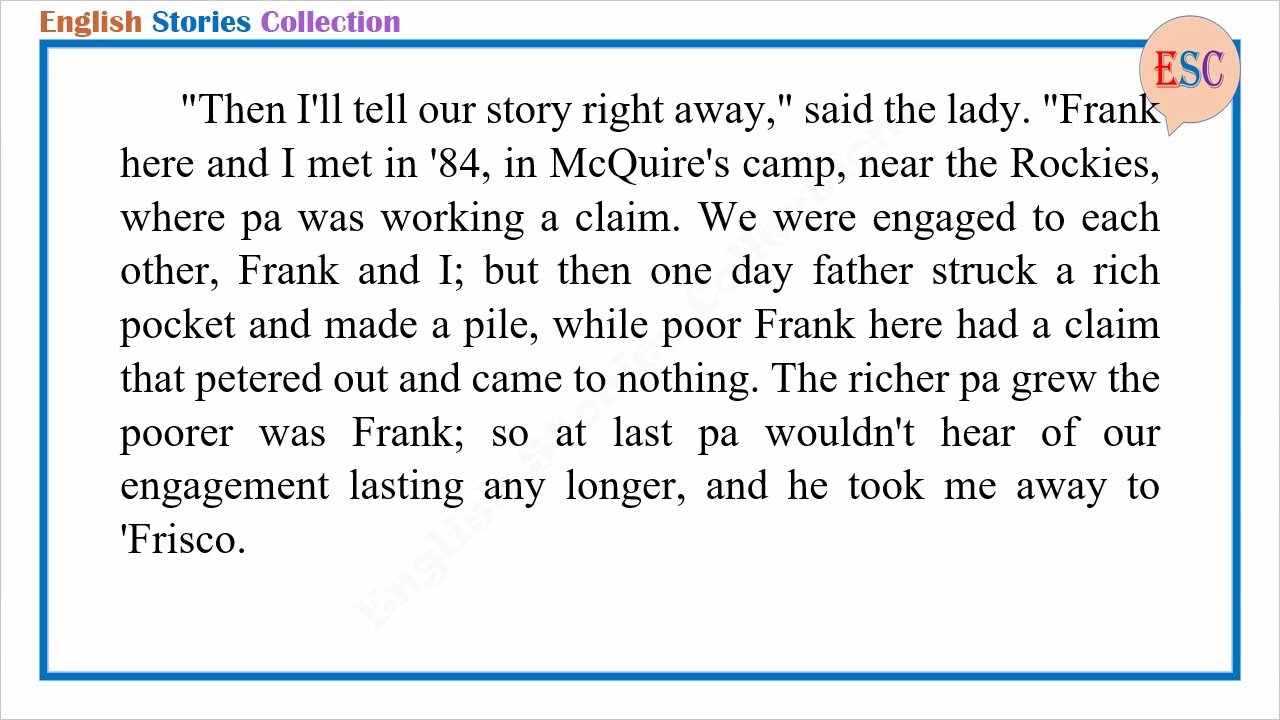 English Stories Collection
ESC
"Then I'll tell our story right away," said the lady. "Frank
here and I met in '84, in McQuire's camp, near the Rockies,
where pa was working a claim. We were engaged to each
other, Frank and I; but then one day father struck a rich
pocket and made a pile, while poor Frank here had a claim
that petered out and came to nothing. The richer pa grew the
poorer was Frank; so at last pa wouldn't hear of our
engagement lasting any longer, and he took me away to
'Frisco.
English Stories Collection